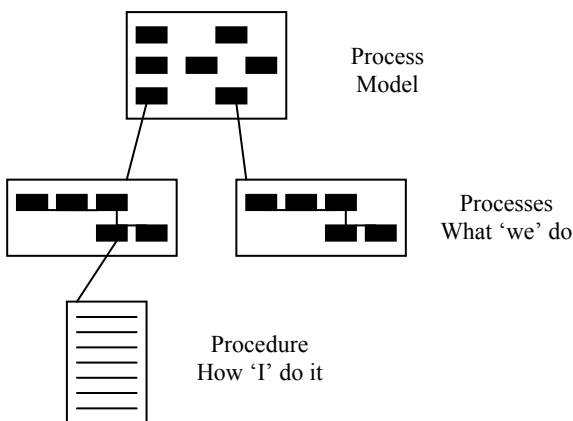 Process
Model
Processes
What ‘we’ do
Procedure
How ‘I’ do it